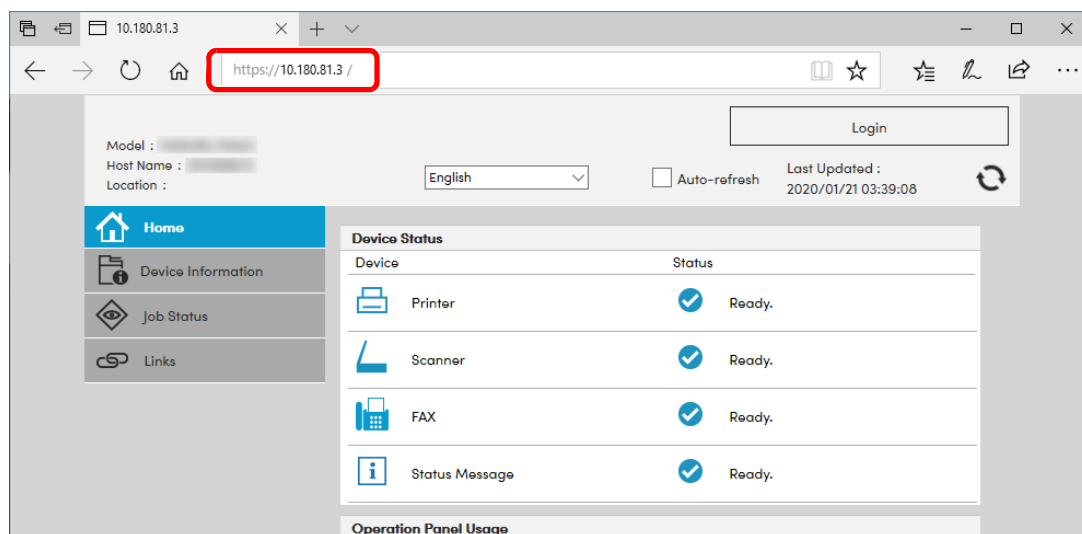 10.180.81.3
https://10.180.81.3 /
Login
Model :
Host Name :
Location :
English
Auto-refresh
Last Updated :
2020/01/21 03:39:08
Home
Device Information
Job Status
Links
Device Status
Device Status
Printer Ready.
Scanner Ready.
FAX Ready.
Status Message Ready.
Operation Panel Usage